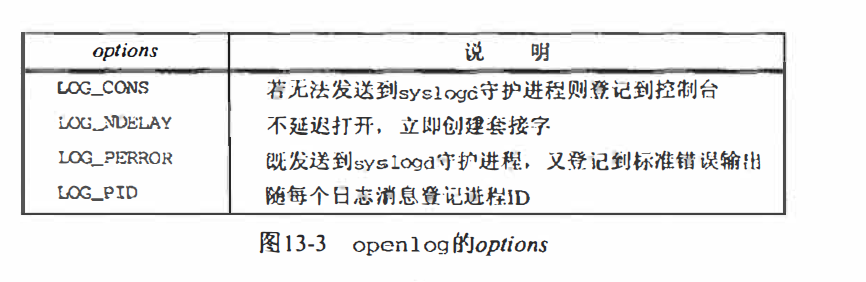 options 说 明
LOG_CONS 若无法发送到syslogd守护进程则登记到控制台
LOG_NDELAY 不延迟打开，立即创建套接字
LOG_PERROR 既发送到syslogd守护进程，又登记到标准错误输出
LOG_PID 随每个日志消息登记进程ID
图13-3 openlog的options